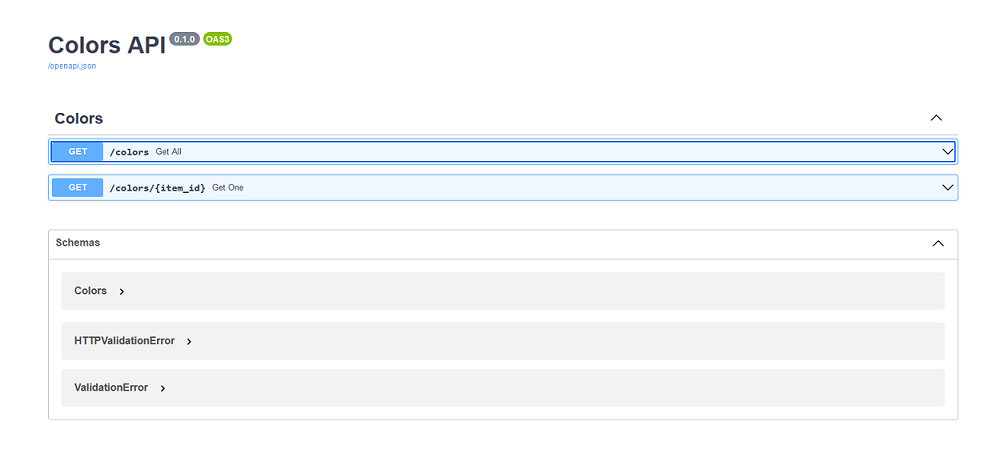 Colors API 0.1.0 OAS3
/openapi.json
Colors
GET /colors Get All
GET /colors/{item_id} Get One
Schemas
Colors
HTTPValidationError
ValidationError